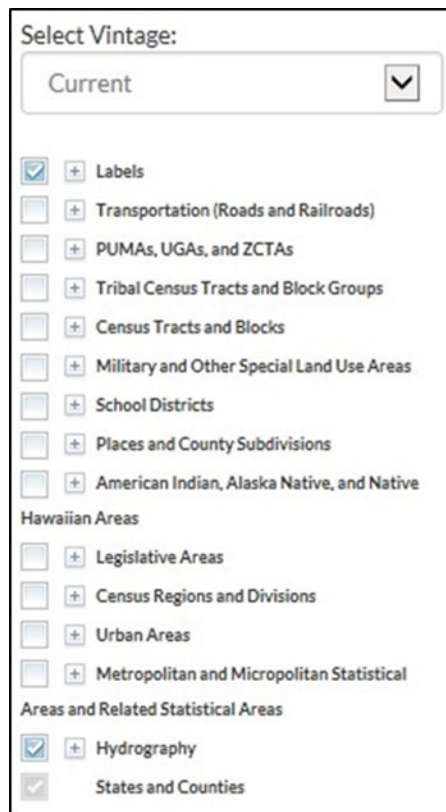 Select Vintage:
Current
Labels
Transportation (Roads and Railroads)
PUMAs, UGAs, and ZCTAs
Tribal Census Tracts and Block Groups
Census Tracts and Blocks
Military and Other Special Land Use Areas
School Districts
Places and County Subdivisions
American Indian, Alaska Native, and Native
Hawaiian Areas
Legislative Areas
Census Regions and Divisions
Urban Areas
Metropolitan and Micropolitan Statistical
Areas and Related Statistical Areas
Hydrography
States and Counties